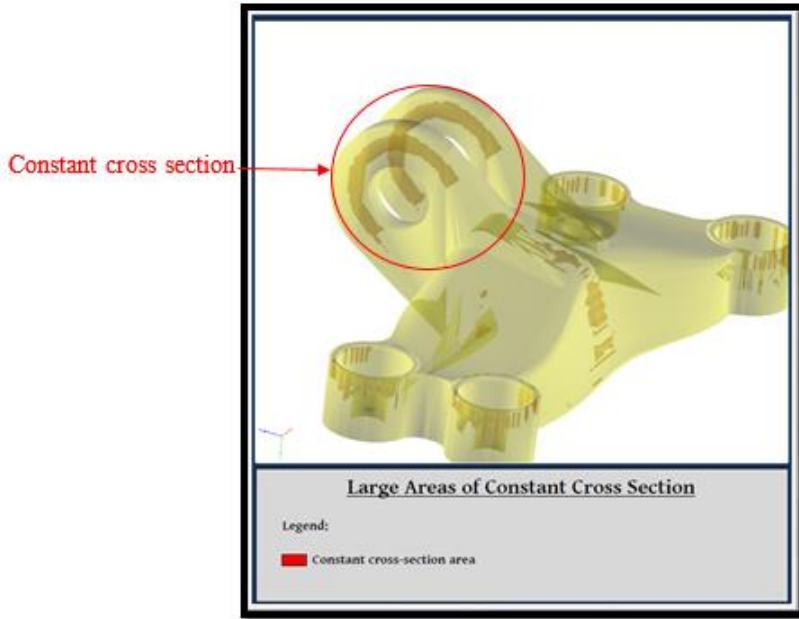 Constant cross section
Large Areas of Constant Cross Section
Legend:
Constant cross-section area